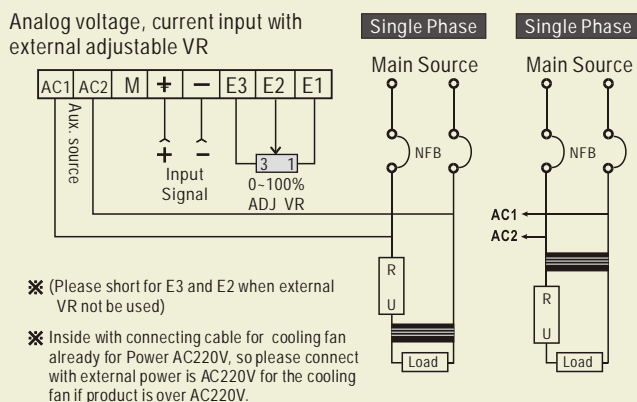 Analog voltage, current input with
external adjustable VR
AC1 AC2 M + − E3 E2 E1
Aux. source
+ −
Input
Signal
3 1
0~100%
ADJ VR
※ (Please short for E3 and E2 when external
VR not be used)
※ Inside with connecting cable for cooling fan
already for Power AC220V, so please connect
with external power is AC220V for the cooling
fan if product is over AC220V.
Single Phase
Main Source
NFB
R
U
Load
Single Phase
Main Source
NFB
AC1
AC2
R
U
Load